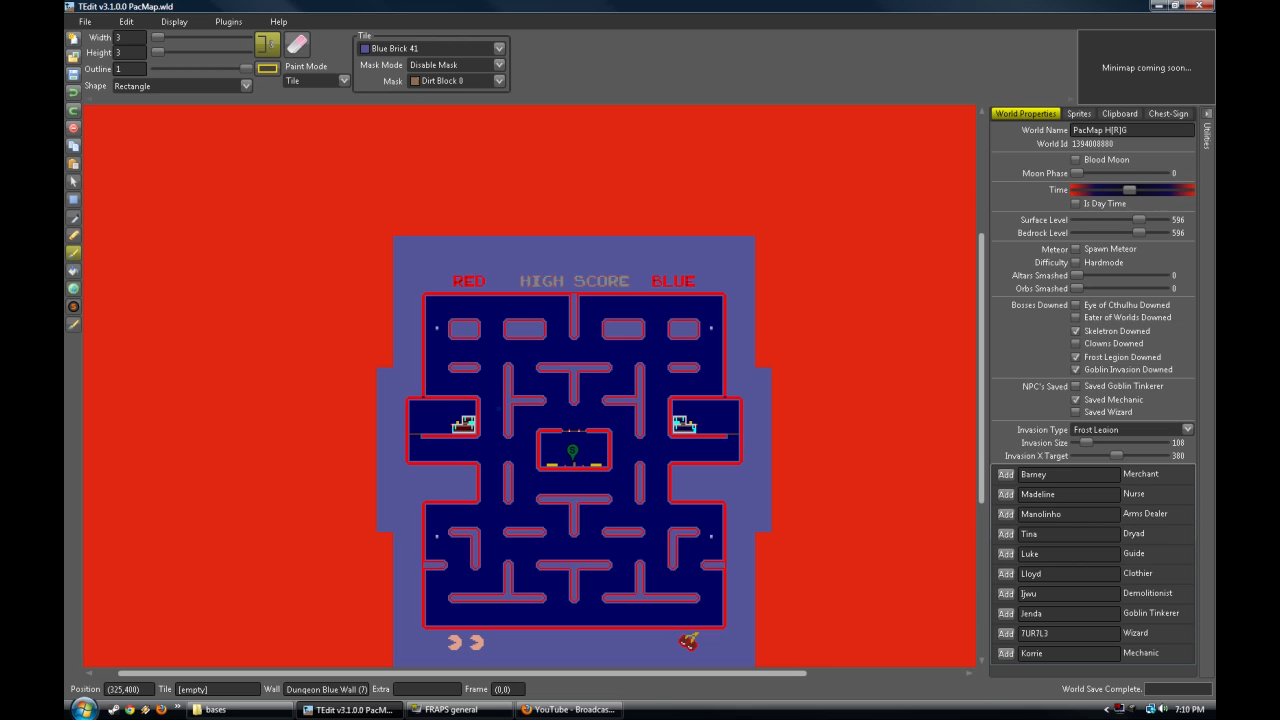 TEdit v3.1.0.0 PacMap.wld
File Edit Display Plugins Help
Width 3
Height 3
Outline 1
Shape Rectangle
Paint Mode
Tile
Tile
Blue Brick 41
Mask Mode Disable Mask
Mask Dirt Block 0
Minimap coming soon...
World Properties Sprites Clipboard Chest-Sign
Utilities
World Name PacMap H[R]G
World Id 1394008880
Blood Moon
Moon Phase 0
Time
Is Day Time
Surface Level 596
Bedrock Level 596
Meteor Spawn Meteor
Difficulty Hardmode
Altars Smashed 0
Orbs Smashed 0
Bosses Downed Eye of Cthulhu Downed
Eater of Worlds Downed
Skeletron Downed
Clowns Downed
Frost Legion Downed
Goblin Invasion Downed
NPC's Saved Saved Goblin Tinkerer
Saved Mechanic
Saved Wizard
Invasion Type Frost Legion
Invasion Size 108
Invasion X Target 380
Add Barney Merchant
Add Madeline Nurse
Add Manolinho Arms Dealer
Add Tina Dryad
Add Luke Guide
Add Lloyd Clothier
Add Ijwu Demolitionist
Add Jenda Goblin Tinkerer
Add 7UR7L3 Wizard
Add Korrie Mechanic
RED HIGH SCORE BLUE
Position (325,400) Tile [empty] Wall Dungeon Blue Wall (7) Extra Frame (0,0) World Save Complete.
bases TEdit v3.1.0.0 PacM... FRAPS general YouTube - Broadcas... 7:10 PM